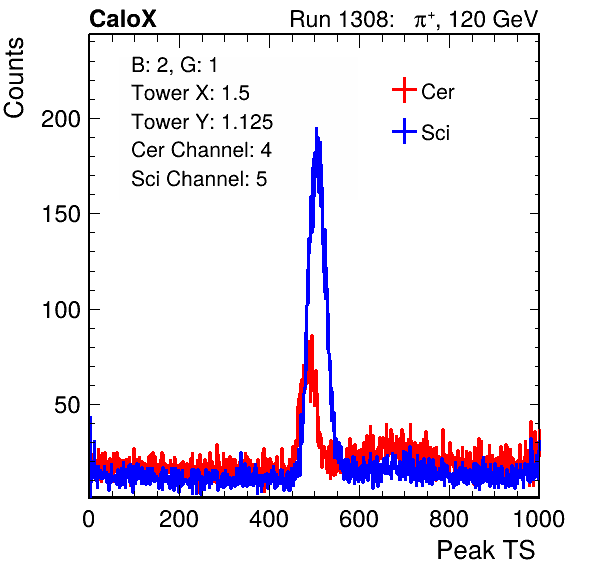 CaloX Run 1308: π⁺, 120 GeV
Counts
B: 2, G: 1
Tower X: 1.5
Tower Y: 1.125
Cer Channel: 4
Sci Channel: 5
Cer
Sci
200
150
100
50
0 200 400 600 800 1000
Peak TS